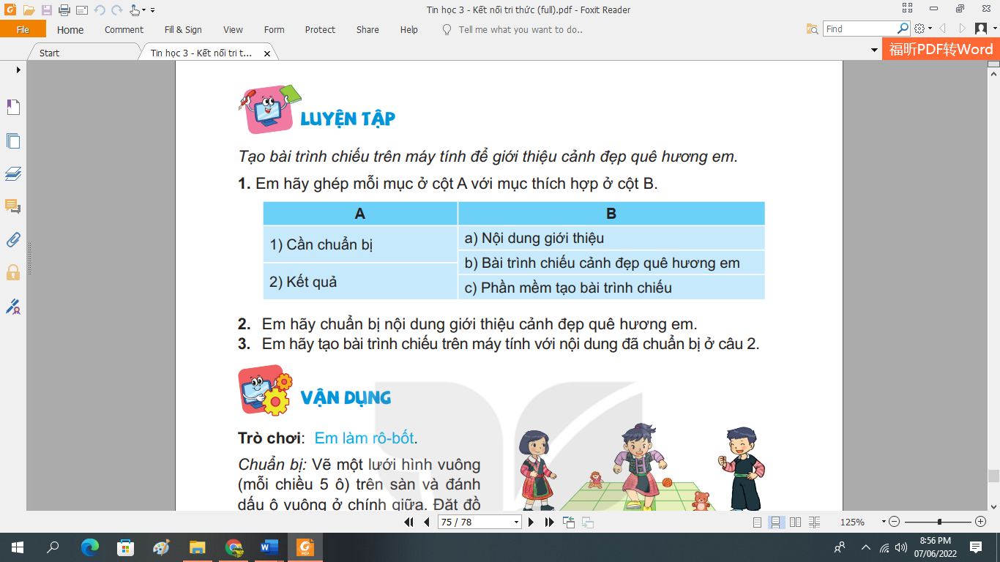 Tin học 3 - Kết nối tri thức (full).pdf - Foxit Reader
File Home Comment Fill & Sign View Form Protect Share Help Tell me what you want to do.. Find
Start Tin học 3 - Kết nối tri t... 福昕PDF转Word
LUYỆN TẬP
Tạo bài trình chiếu trên máy tính để giới thiệu cảnh đẹp quê hương em.
1. Em hãy ghép mỗi mục ở cột A với mục thích hợp ở cột B.
A B
1) Cần chuẩn bị
2) Kết quả
a) Nội dung giới thiệu
b) Bài trình chiếu cảnh đẹp quê hương em
c) Phần mềm tạo bài trình chiếu
2. Em hãy chuẩn bị nội dung giới thiệu cảnh đẹp quê hương em.
3. Em hãy tạo bài trình chiếu trên máy tính với nội dung đã chuẩn bị ở câu 2.
VẬN DỤNG
Trò chơi: Em làm rô-bốt.
Chuẩn bị: Vẽ một lưới hình vuông
(mỗi chiều 5 ô) trên sàn và đánh
dấu ô vuông ở chính giữa. Đặt đồ
75 / 78 125%
8:56 PM
07/06/2022